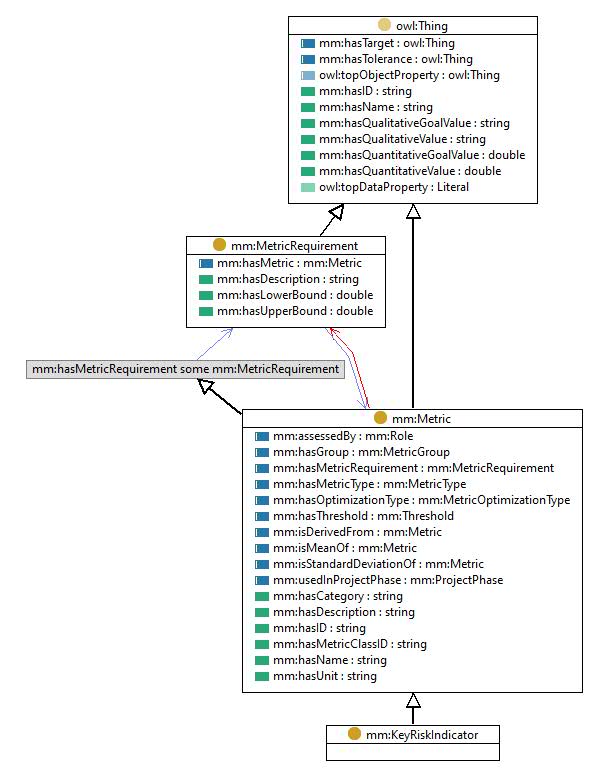 owl:Thing
mm:hasTarget : owl:Thing
mm:hasTolerance : owl:Thing
owl:topObjectProperty : owl:Thing
mm:hasID : string
mm:hasName : string
mm:hasQualitativeGoalValue : string
mm:hasQualitativeValue : string
mm:hasQuantitativeGoalValue : double
mm:hasQuantitativeValue : double
owl:topDataProperty : Literal
mm:MetricRequirement
mm:hasMetric : mm:Metric
mm:hasDescription : string
mm:hasLowerBound : double
mm:hasUpperBound : double
mm:hasMetricRequirement some mm:MetricRequirement
mm:Metric
mm:assessedBy : mm:Role
mm:hasGroup : mm:MetricGroup
mm:hasMetricRequirement : mm:MetricRequirement
mm:hasMetricType : mm:MetricType
mm:hasOptimizationType : mm:MetricOptimizationType
mm:hasThreshold : mm:Threshold
mm:isDerivedFrom : mm:Metric
mm:isMeanOf : mm:Metric
mm:isStandardDeviationOf : mm:Metric
mm:usedInProjectPhase : mm:ProjectPhase
mm:hasCategory : string
mm:hasDescription : string
mm:hasID : string
mm:hasMetricClassID : string
mm:hasName : string
mm:hasUnit : string
mm:KeyRiskIndicator